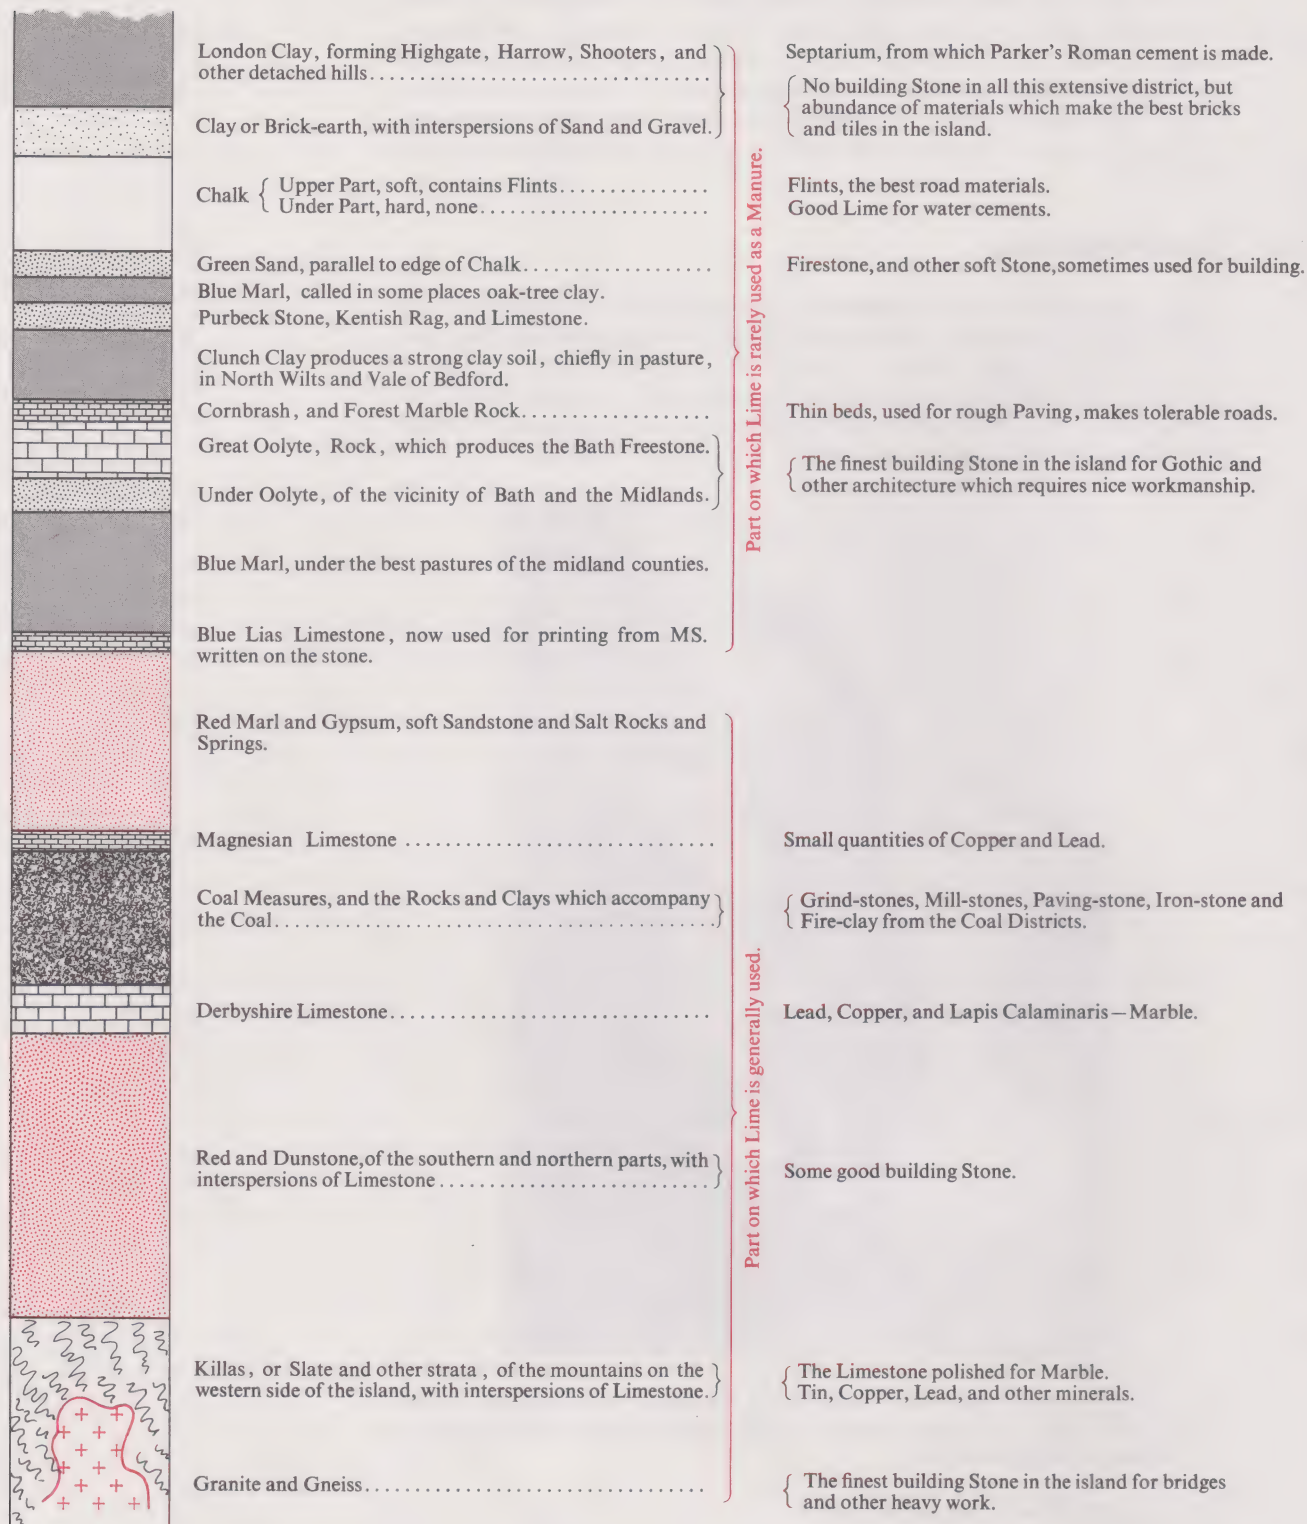 London Clay, forming Highgate, Harrow, Shooters, and
other detached hills................................
Septarium, from which Parker's Roman cement is made.
Clay or Brick-earth, with interspersions of Sand and Gravel.
No building Stone in all this extensive district, but
abundance of materials which make the best bricks
and tiles in the island.
Chalk
Upper Part, soft, contains Flints...............
Under Part, hard, none.......................
Flints, the best road materials.
Good Lime for water cements.
Green Sand, parallel to edge of Chalk..................
Firestone, and other soft Stone, sometimes used for building.
Blue Marl, called in some places oak-tree clay.
Purbeck Stone, Kentish Rag, and Limestone.
Clunch Clay produces a strong clay soil, chiefly in pasture,
in North Wilts and Vale of Bedford.
Cornbrash, and Forest Marble Rock..................
Thin beds, used for rough Paving, makes tolerable roads.
Great Oolyte, Rock, which produces the Bath Freestone.
Under Oolyte, of the vicinity of Bath and the Midlands.
The finest building Stone in the island for Gothic and
other architecture which requires nice workmanship.
Blue Marl, under the best pastures of the midland counties.
Blue Lias Limestone, now used for printing from MS.
written on the stone.
Part on which Lime is rarely used as a Manure.
Red Marl and Gypsum, soft Sandstone and Salt Rocks and
Springs.
Magnesian Limestone .............................
Small quantities of Copper and Lead.
Coal Measures, and the Rocks and Clays which accompany
the Coal...........................................
Grind-stones, Mill-stones, Paving-stone, Iron-stone and
Fire-clay from the Coal Districts.
Derbyshire Limestone..............................
Lead, Copper, and Lapis Calaminaris—Marble.
Red and Dunstone, of the southern and northern parts, with
interspersions of Limestone..........................
Some good building Stone.
Killas, or Slate and other strata, of the mountains on the
western side of the island, with interspersions of Limestone.
The Limestone polished for Marble.
Tin, Copper, Lead, and other minerals.
Granite and Gneiss................................
The finest building Stone in the island for bridges
and other heavy work.
Part on which Lime is generally used.